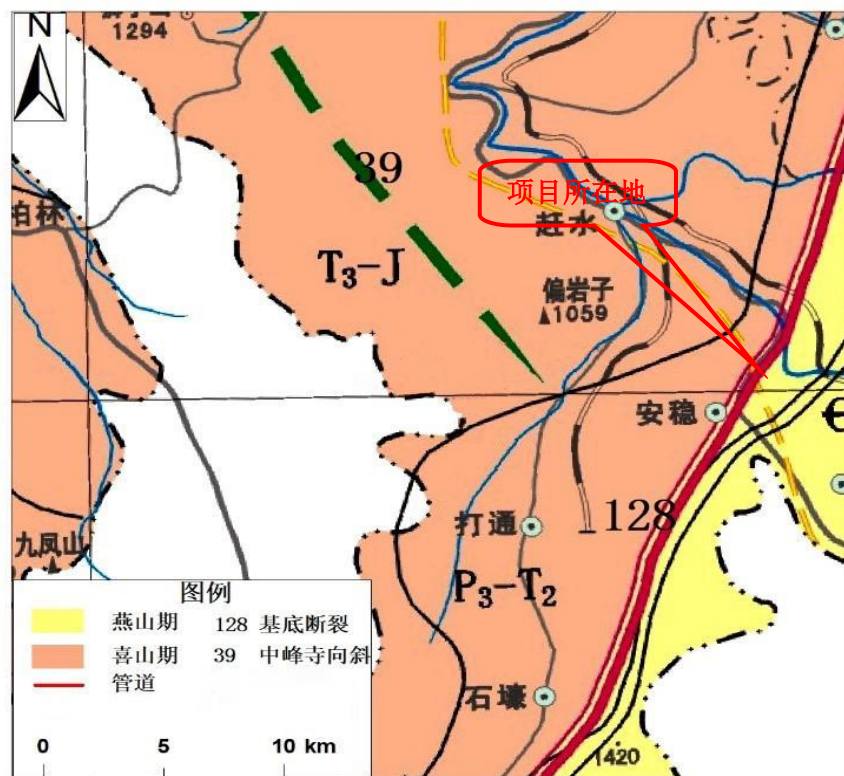 N
1294
39
项目所在地
柏林
赶水
T₃-J
偏岩子
▲1059
安稳
打通
128
九凤山
P₃-T₂
石壕
1420
图例
燕山期 128 基底断裂
喜山期 39 中峰寺向斜
管道
0 5 10 km